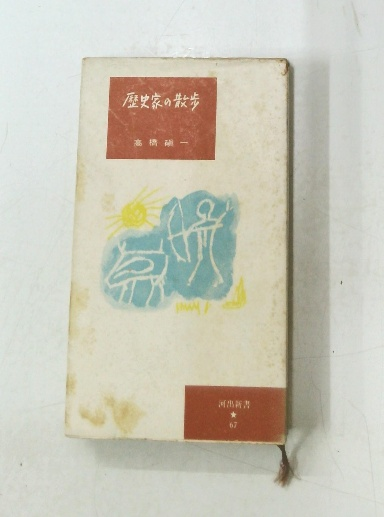 歴史家の散歩
高橋磌一
河出新書
★
67